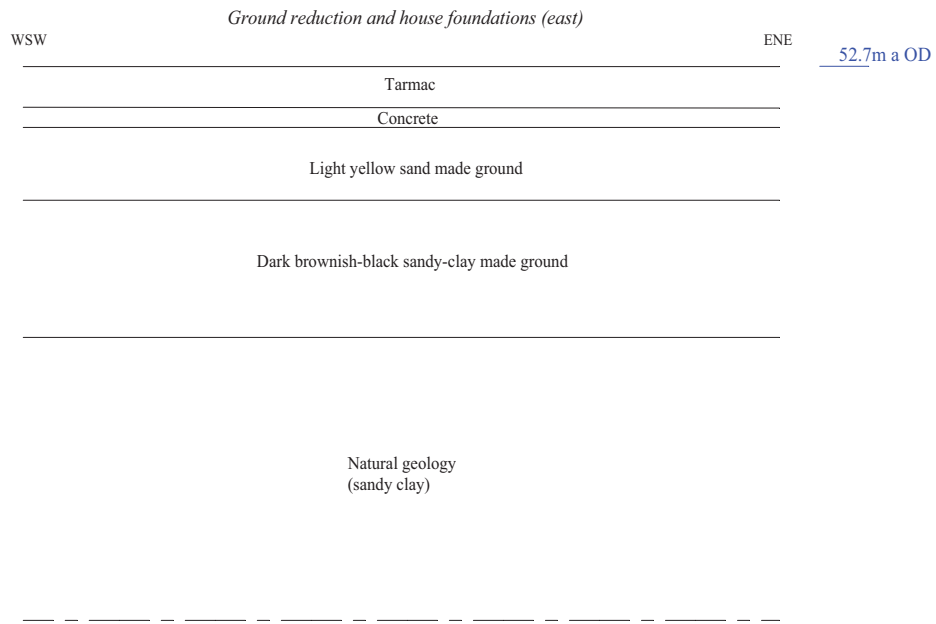 Ground reduction and house foundations (east)
WSW
ENE
52.7m a OD
Tarmac
Concrete
Light yellow sand made ground
Dark brownish-black sandy-clay made ground
Natural geology
(sandy clay)